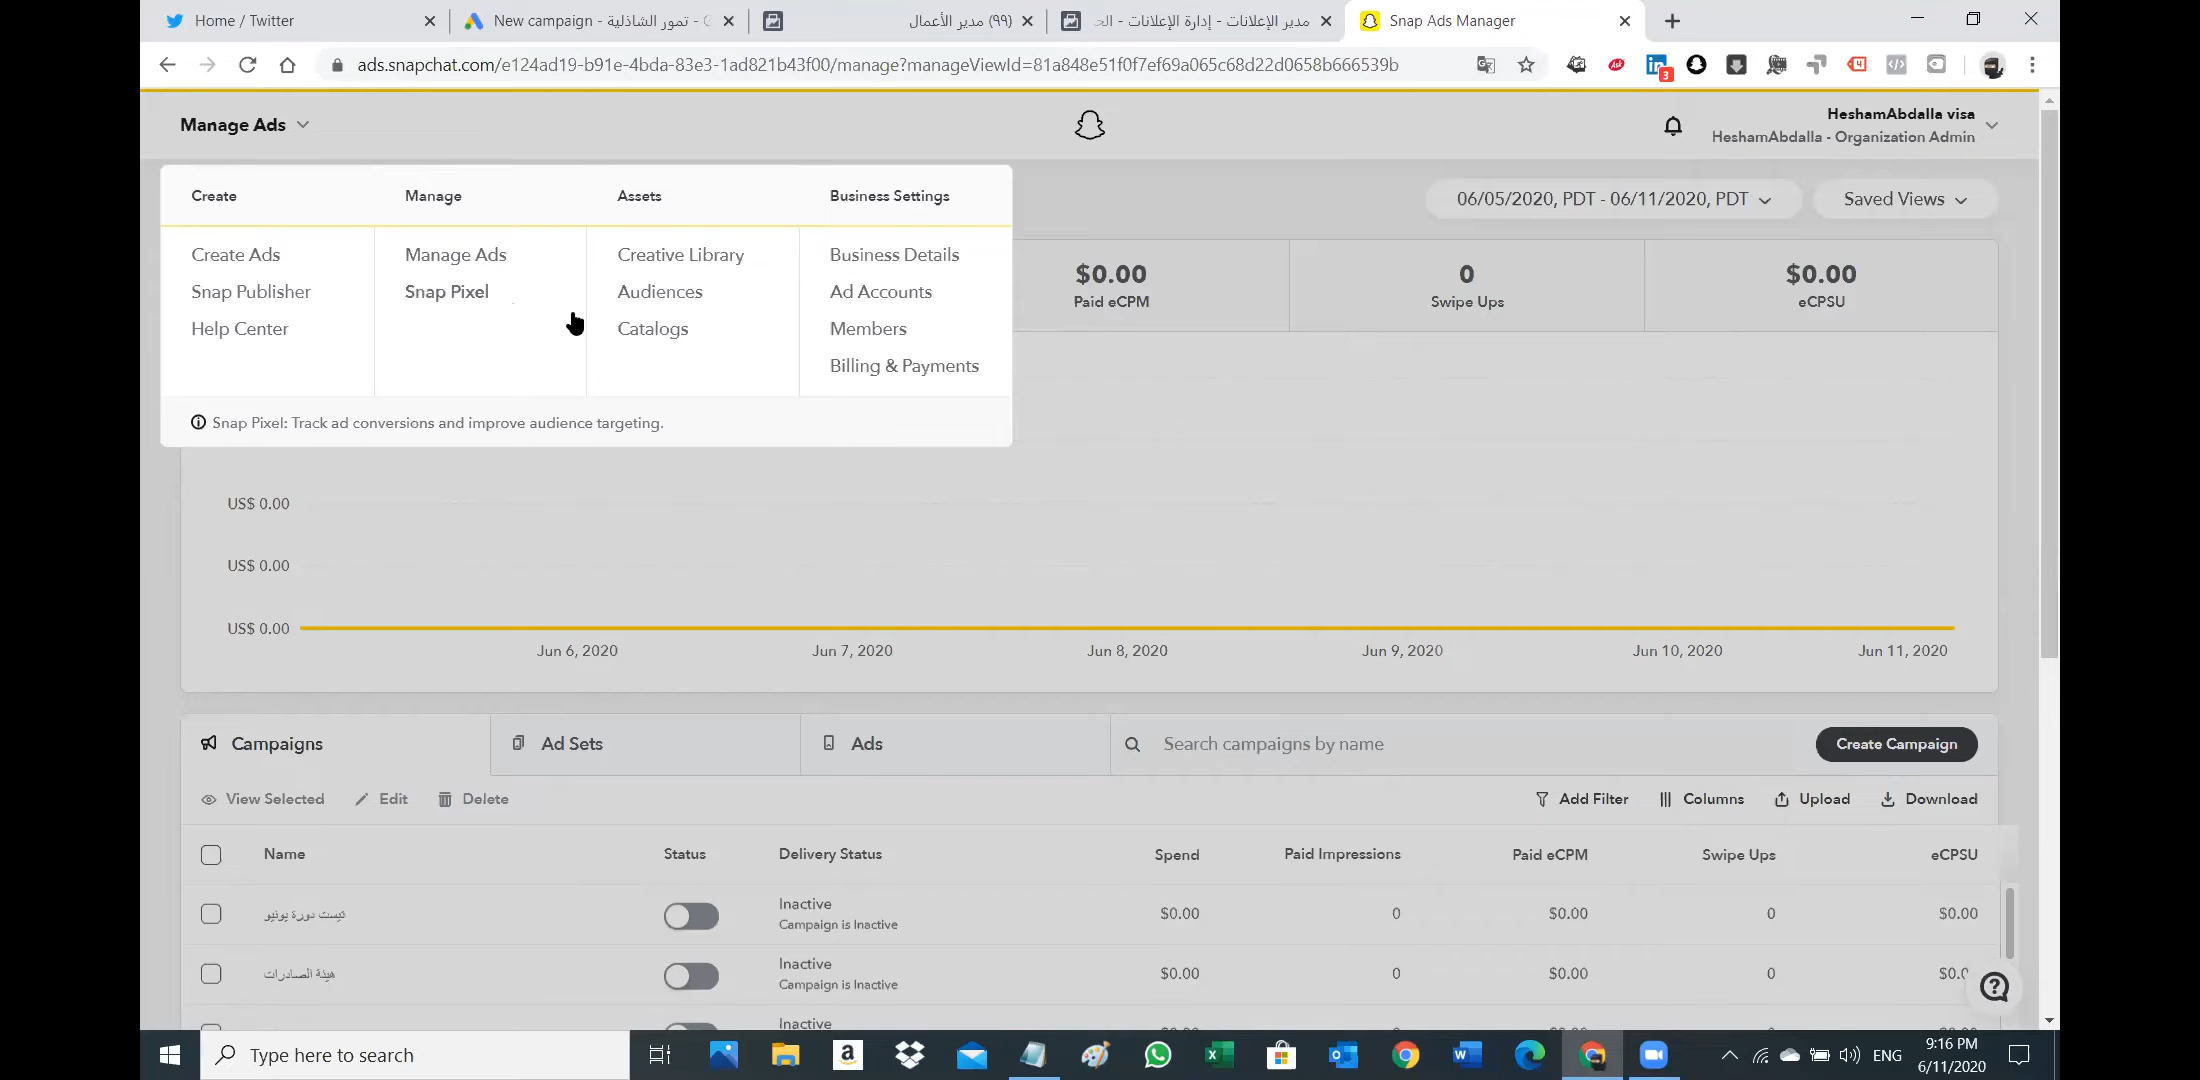 Home / Twitter
New campaign - تمور الشاذلية - G
(٩٩) مدير الأعمال
مدير الإعلانات - إدارة الإعلانات - الح
Snap Ads Manager
ads.snapchat.com/e124ad19-b91e-4bda-83e3-1ad821b43f00/manage?manageViewId=81a848e51f0f7ef69a065c68d22d0658b666539b
3
Manage Ads
HeshamAbdalla visa
HeshamAbdalla - Organization Admin
Create
Manage
Assets
Business Settings
Create Ads
Snap Publisher
Help Center
Manage Ads
Snap Pixel
Creative Library
Audiences
Catalogs
Business Details
Ad Accounts
Members
Billing & Payments
Snap Pixel: Track ad conversions and improve audience targeting.
06/05/2020, PDT - 06/11/2020, PDT
Saved Views
$0.00
Paid eCPM
0
Swipe Ups
$0.00
eCPSU
US$ 0.00
US$ 0.00
US$ 0.00
Jun 6, 2020
Jun 7, 2020
Jun 8, 2020
Jun 9, 2020
Jun 10, 2020
Jun 11, 2020
Campaigns
Ad Sets
Ads
Search campaigns by name
Create Campaign
View Selected
Edit
Delete
Add Filter
Columns
Upload
Download
Name
Status
Delivery Status
Spend
Paid Impressions
Paid eCPM
Swipe Ups
eCPSU
تيست دورة يونيو
Inactive
Campaign is Inactive
$0.00
0
$0.00
0
$0.00
هيئة الصادرات
Inactive
Campaign is Inactive
$0.00
0
$0.00
0
$0.0
Inactive
Type here to search
ENG
9:16 PM
6/11/2020